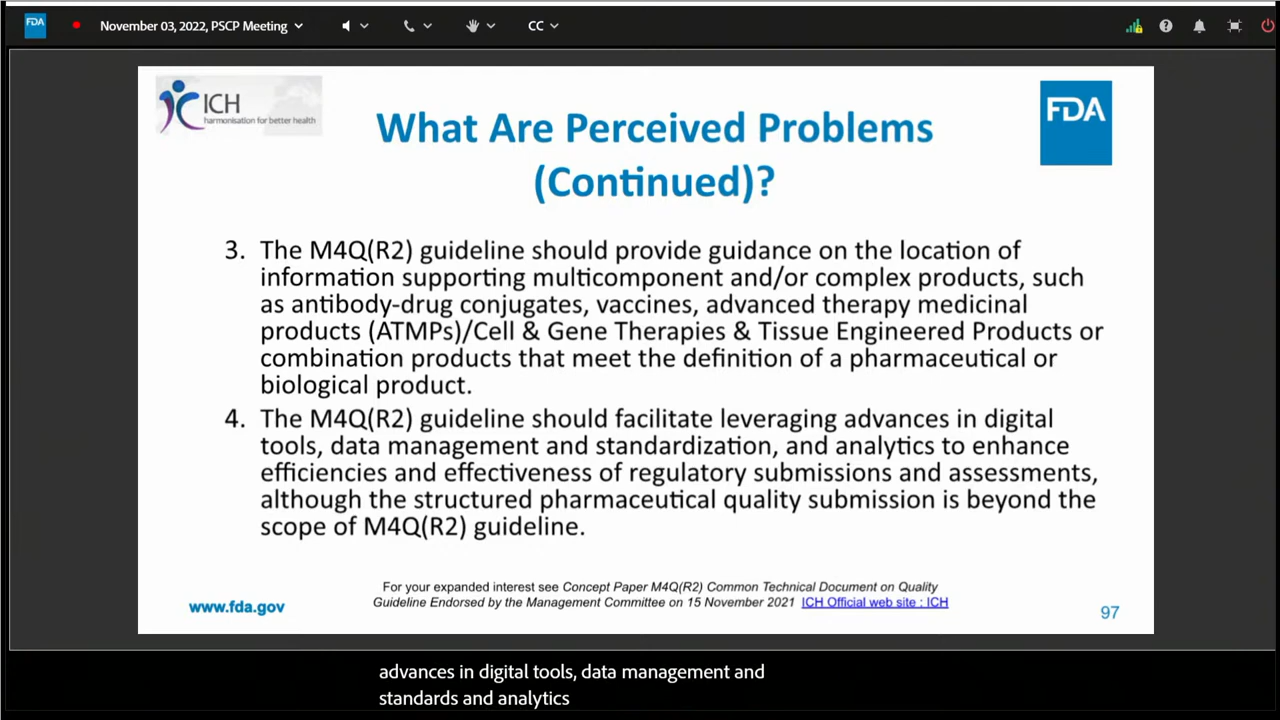 FDA
November 03, 2022, PSCP Meeting
CC
ICH
harmonisation for better health
FDA
What Are Perceived Problems
(Continued)?
3. The M4Q(R2) guideline should provide guidance on the location of
information supporting multicomponent and/or complex products, such
as antibody-drug conjugates, vaccines, advanced therapy medicinal
products (ATMPs)/Cell & Gene Therapies & Tissue Engineered Products or
combination products that meet the definition of a pharmaceutical or
biological product.
4. The M4Q(R2) guideline should facilitate leveraging advances in digital
tools, data management and standardization, and analytics to enhance
efficiencies and effectiveness of regulatory submissions and assessments,
although the structured pharmaceutical quality submission is beyond the
scope of M4Q(R2) guideline.
For your expanded interest see Concept Paper M4Q(R2) Common Technical Document on Quality
Guideline Endorsed by the Management Committee on 15 November 2021 ICH Official web site : ICH
www.fda.gov
97
advances in digital tools, data management and
standards and analytics